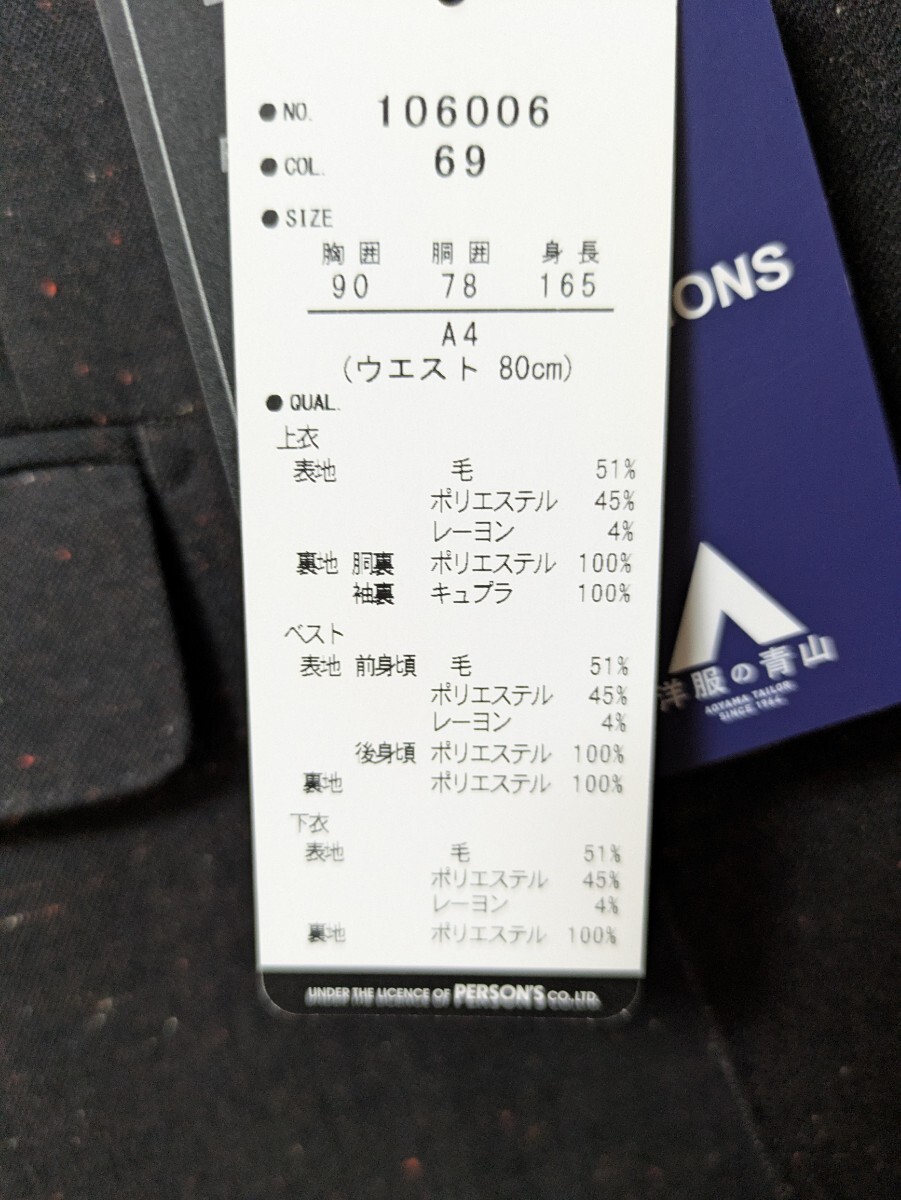 ● NO. 106006
● COL. 69
● SIZE
胸囲 胴囲 身長
90 78 165
A4
(ウエスト 80cm)
● QUAL.
上衣
表地 毛 51%
ポリエステル 45%
レーヨン 4%
裏地 胴裏 ポリエステル 100%
袖裏 キュプラ 100%
ベスト
表地 前身頃 毛 51%
ポリエステル 45%
レーヨン 4%
後身頃 ポリエステル 100%
裏地 ポリエステル 100%
下衣
表地 毛 51%
ポリエステル 45%
レーヨン 4%
裏地 ポリエステル 100%
UNDER THE LICENCE OF PERSON'S CO.,LTD.
IONS
洋服の青山
AOYAMA TAILOR.
SINCE 1964.